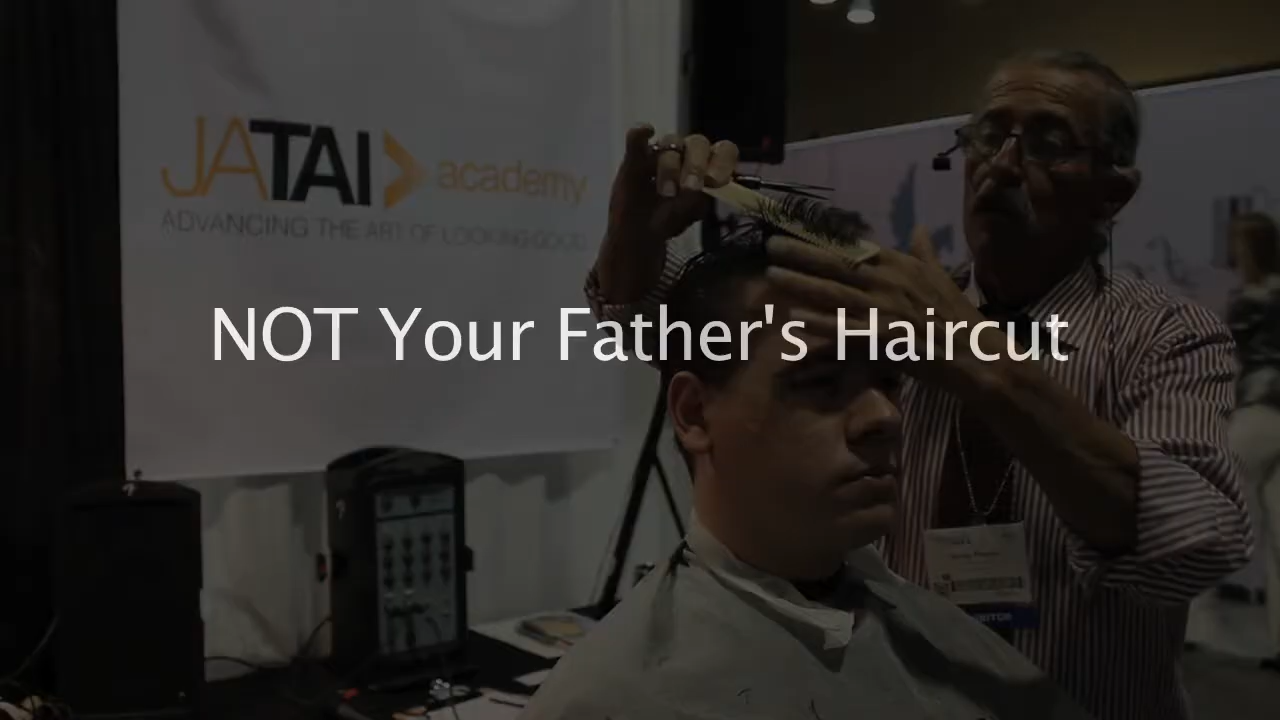 JATAI academy
ADVANCING THE ART OF LOOKING GOOD
NOT Your Father's Haircut